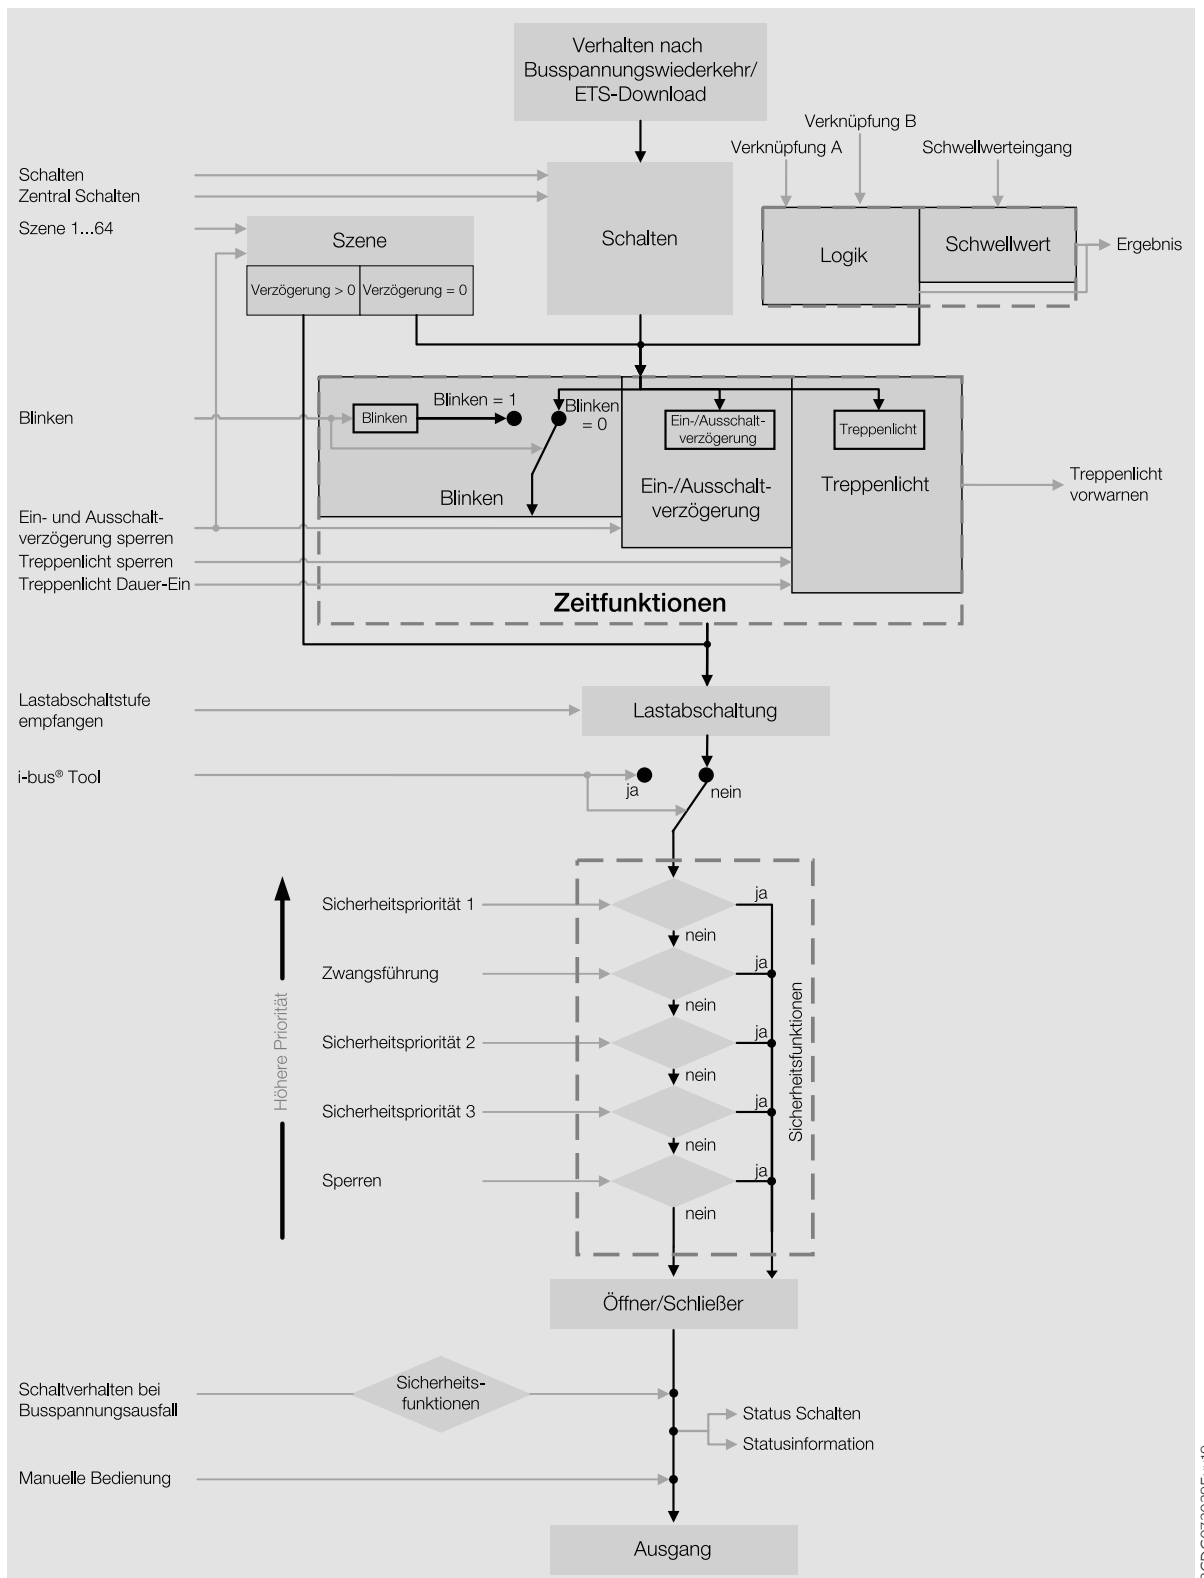 Verhalten nach
Busspannungswiederkehr/
ETS-Download
Verknüpfung B
Verknüpfung A
Schwellwerteingang
Schalten
Zentral Schalten
Szene 1...64
Szene
Schalten
Logik
Schwellwert
Ergebnis
Verzögerung > 0
Verzögerung = 0
Blinken
Blinken
Blinken = 1
Blinken
= 0
Ein-/Ausschalt-
verzögerung
Treppenlicht
Blinken
Ein-/Ausschalt-
verzögerung
Treppenlicht
Treppenlicht
vorwarnen
Ein- und Ausschalt-
verzögerung sperren
Treppenlicht sperren
Treppenlicht Dauer-Ein
Zeitfunktionen
Lastabschaltstufe
empfangen
Lastabschaltung
i-bus® Tool
ja
nein
Höhere Priorität
Sicherheitspriorität 1
ja
nein
Zwangsführung
ja
nein
Sicherheitspriorität 2
ja
nein
Sicherheitspriorität 3
ja
nein
Sperren
ja
nein
Sicherheitsfunktionen
Öffner/Schließer
Schaltverhalten bei
Busspannungsausfall
Sicherheits-
funktionen
Status Schalten
Statusinformation
Manuelle Bedienung
Ausgang